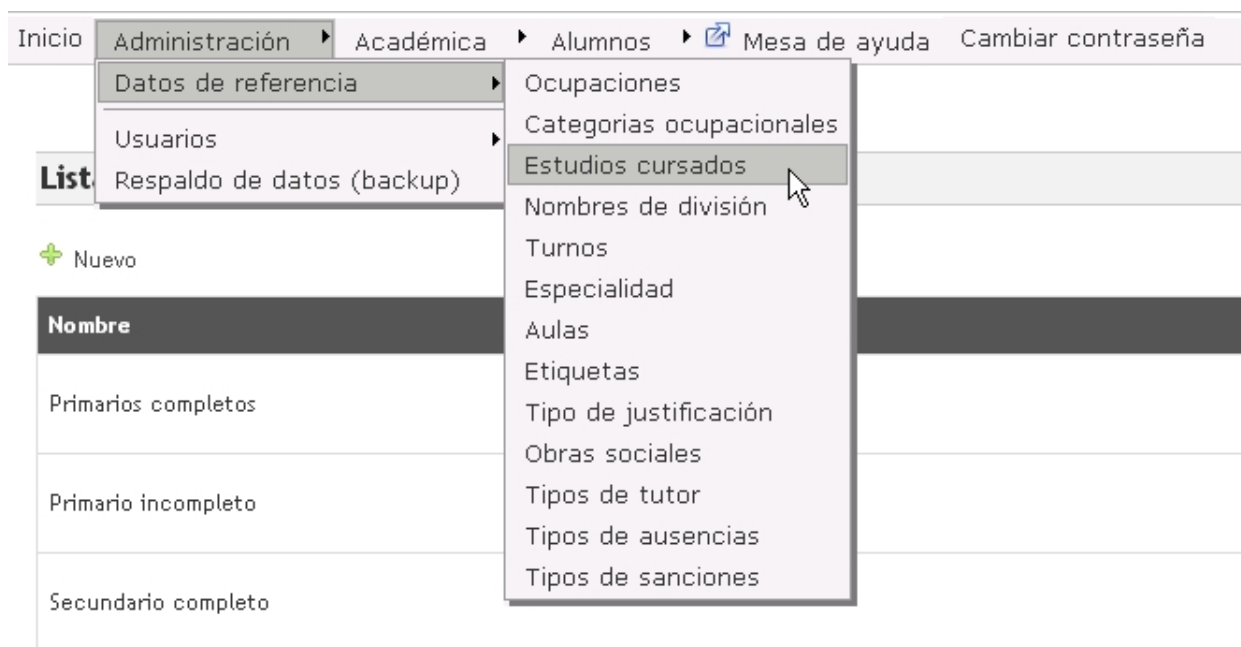 Inicio Administración Académica Alumnos Mesa de ayuda Cambiar contraseña
Datos de referencia
Usuarios
Respaldo de datos (backup)
Ocupaciones
Categorias ocupacionales
Estudios cursados
Nombres de división
Turnos
Especialidad
Aulas
Etiquetas
Tipo de justificación
Obras sociales
Tipos de tutor
Tipos de ausencias
Tipos de sanciones
Nuevo
Nombre
Primarios completos
Primario incompleto
Secundario completo